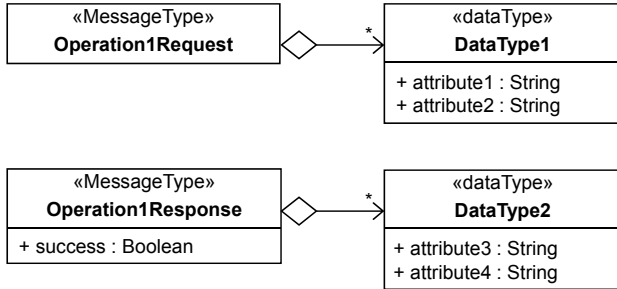 «MessageType»
Operation1Request
*
«dataType»
DataType1
+ attribute1 : String
+ attribute2 : String
«MessageType»
Operation1Response
+ success : Boolean
*
«dataType»
DataType2
+ attribute3 : String
+ attribute4 : String